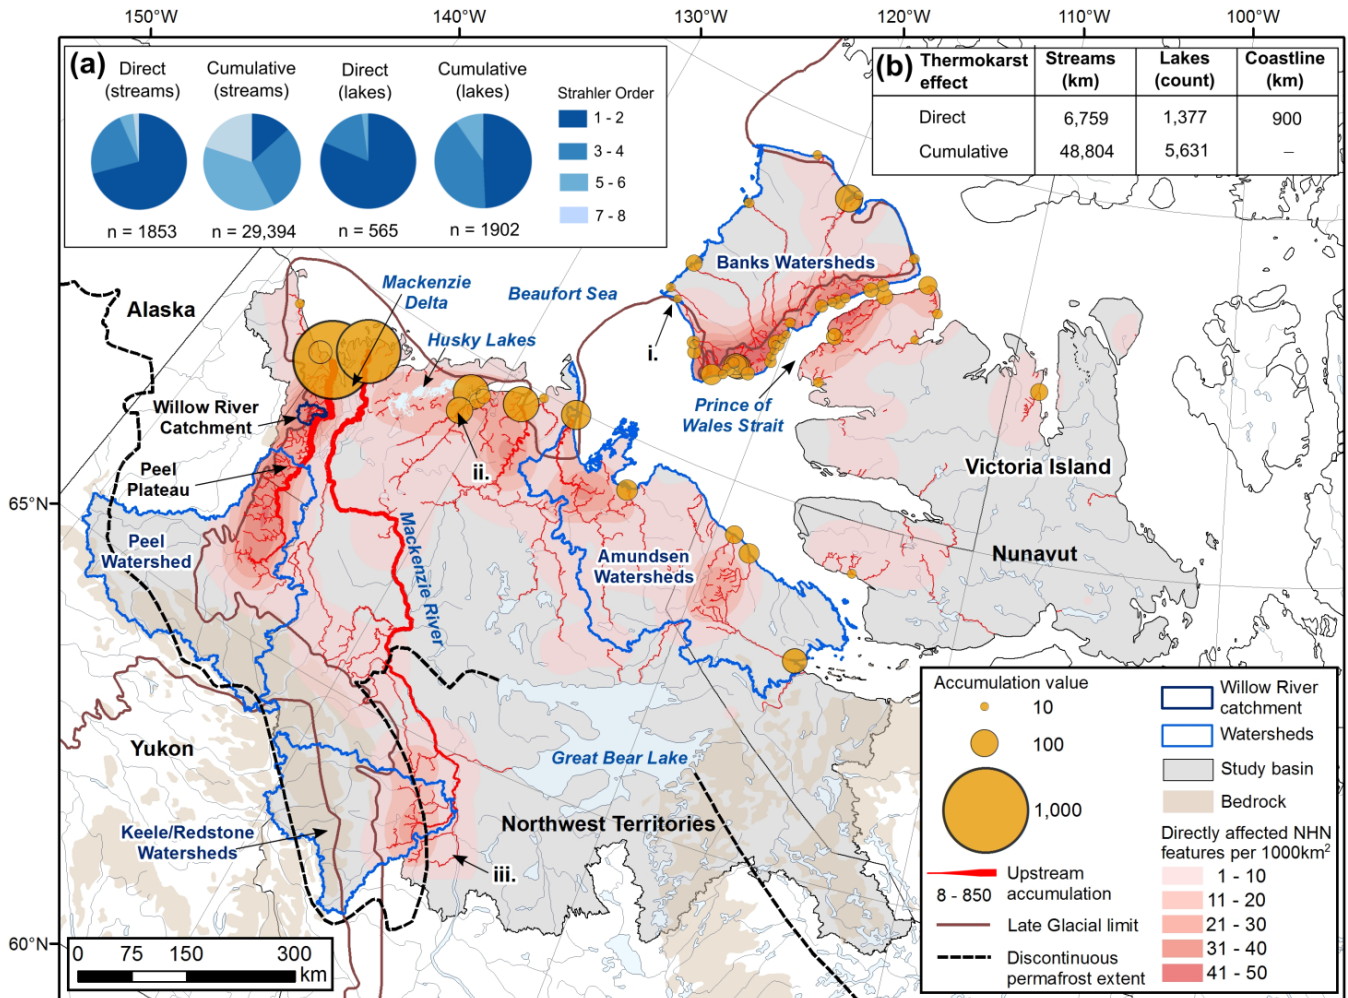 150°W
140°W
130°W
120°W
110°W
100°W
(a)
Direct
(streams)
Cumulative
(streams)
Direct
(lakes)
Cumulative
(lakes)
Strahler Order
1 - 2
3 - 4
5 - 6
7 - 8
n = 1853
n = 29,394
n = 565
n = 1902
(b)
Thermokarst
effect
Streams
(km)
Lakes
(count)
Coastline
(km)
Direct
6,759
1,377
900
Cumulative
48,804
5,631
–
Alaska
Mackenzie
Delta
Beaufort Sea
Husky Lakes
Banks Watersheds
i.
Prince of
Wales Strait
Willow River
Catchment
Peel
Plateau
ii.
Victoria Island
65°N
Peel
Watershed
Mackenzie River
Amundsen
Watersheds
Nunavut
Yukon
Great Bear Lake
Keele/Redstone
Watersheds
Northwest Territories
iii.
60°N
0
75
150
300
km
Accumulation value
10
100
1,000
8 - 850
Upstream
accumulation
Late Glacial limit
Discontinuous
permafrost extent
Willow River
catchment
Watersheds
Study basin
Bedrock
Directly affected NHN
features per 1000km²
1 - 10
11 - 20
21 - 30
31 - 40
41 - 50